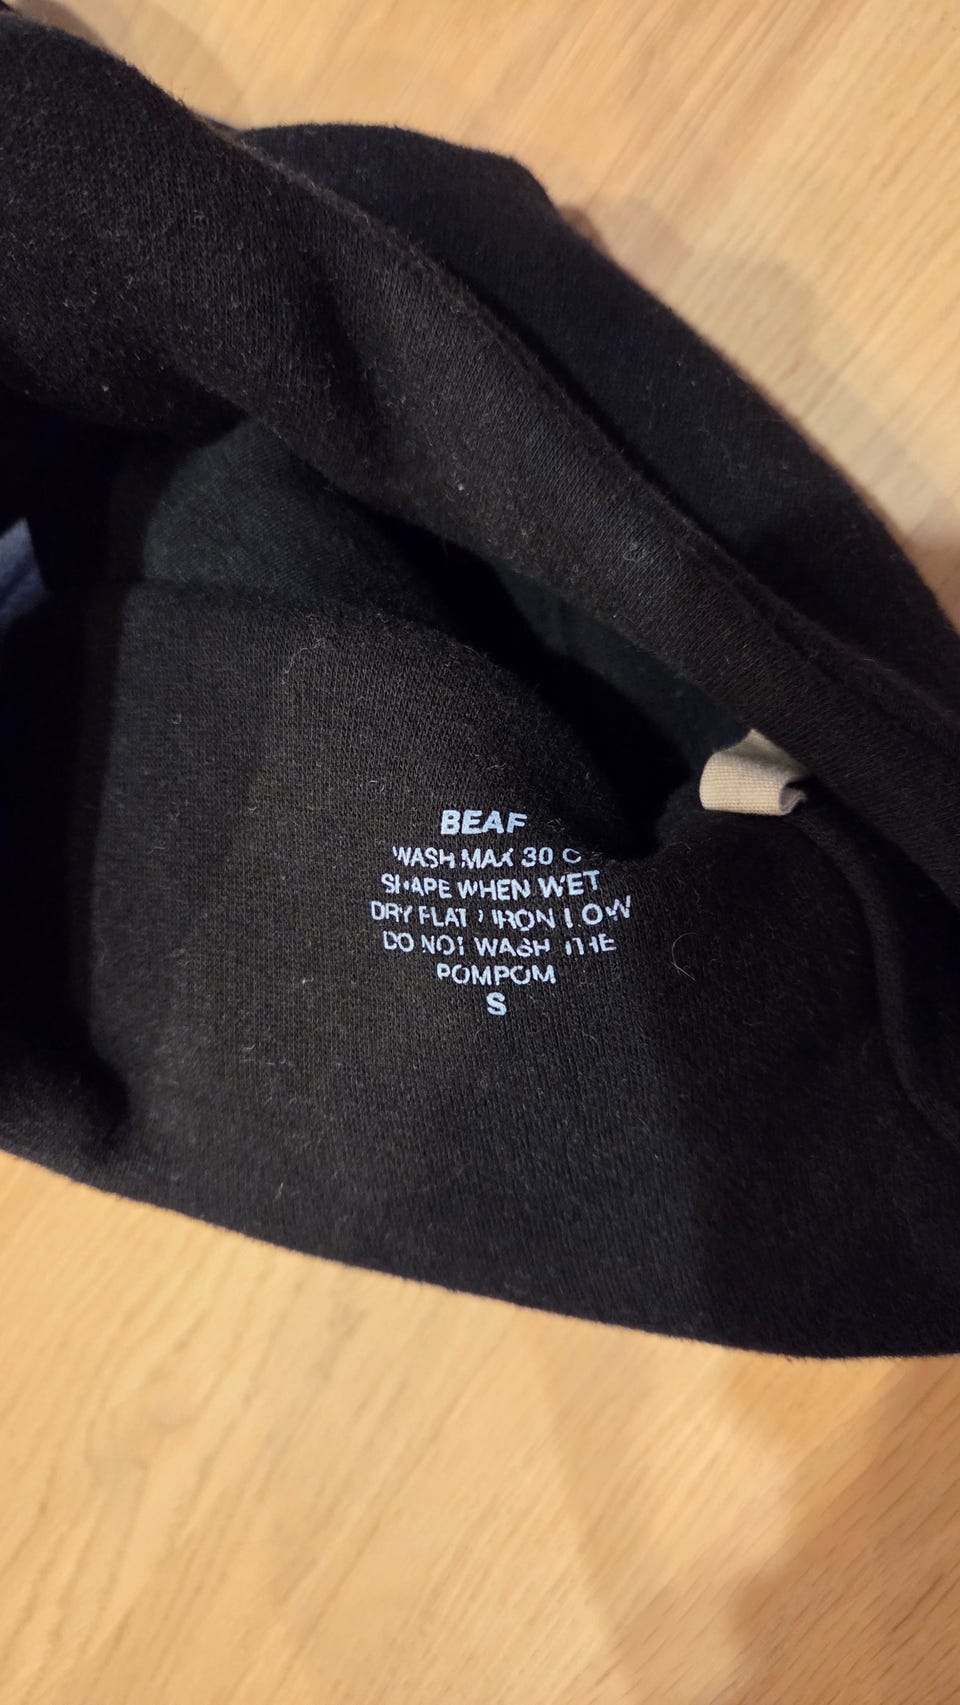 BEAF
WASH MAX 30 C
SHAPE WHEN WET
DRY FLAT / IRON LOW
DO NOT WASH THE
POMPOM
S